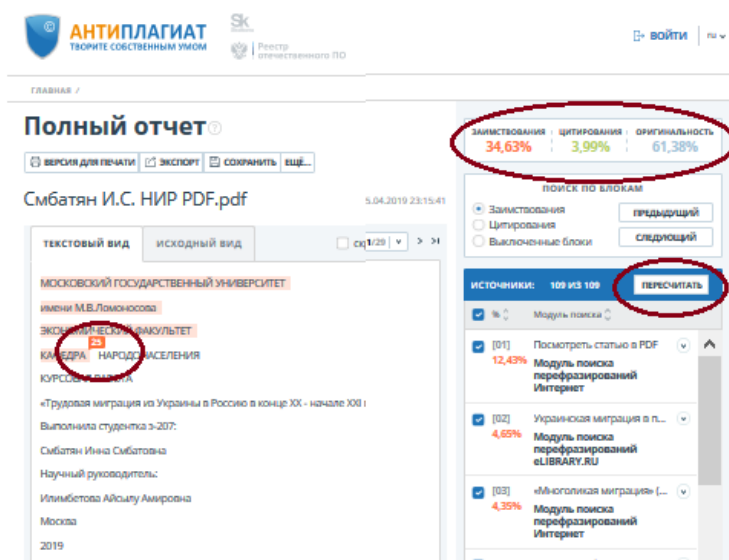 АНТИПЛАГИАТ
ТВОРИТЕ СОБСТВЕННЫМ УМОМ
Sk
Реестр
отечественного ПО
ВОЙТИ
ru
ГЛАВНАЯ /
Полный отчет
ВЕРСИЯ ДЛЯ ПЕЧАТИ ЭКСПОРТ СОХРАНИТЬ ЕЩЁ...
Смбатян И.С. НИР PDF.pdf
5.04.2019 23:15:41
ТЕКСТОВЫЙ ВИД ИСХОДНЫЙ ВИД
1/29
МОСКОВСКИЙ ГОСУДАРСТВЕННЫЙ УНИВЕРСИТЕТ
имени М.В.Ломоносова
ЭКОНОМИЧЕСКИЙ ФАКУЛЬТЕТ
25
КАФЕДРА НАРОДОНАСЕЛЕНИЯ
КУРСОВАЯ РАБОТА
«Трудовая миграция из Украины в Россию в конце XX - начале XXI
Выполнила студентка э-207:
Смбатян Инна Смбатовна
Научный руководитель:
Илимбетова Айсылу Амировна
Москва
2019
ЗАИМСТВОВАНИЯ ЦИТИРОВАНИЯ ОРИГИНАЛЬНОСТЬ
34,63% 3,99% 61,38%
ПОИСК ПО БЛОКАМ
Заимствования
Цитирования
Выключенные блоки
ПРЕДЫДУЩИЙ
СЛЕДУЮЩИЙ
ИСТОЧНИКИ: 109 ИЗ 109 ПЕРЕСЧИТАТЬ
% Модуль поиска
[01] Посмотреть статью в PDF
12,43% Модуль поиска
перефразирований
Интернет
[02] Украинская миграция в п...
4,65% Модуль поиска
перефразирований
eLIBRARY.RU
[03] «Многоликая миграция» (...
4,35% Модуль поиска
перефразирований
Интернет